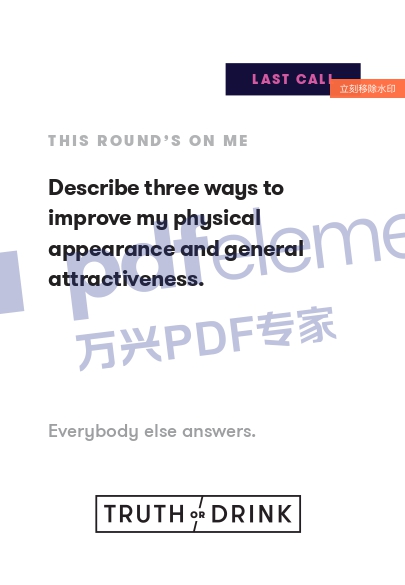 LAST CALL
立刻移除水印
THIS ROUND’S ON ME
Describe three ways to
improve my physical
appearance and general
attractiveness.
pdfeleme
万兴PDF专家
Everybody else answers.
TRUTH OR DRINK